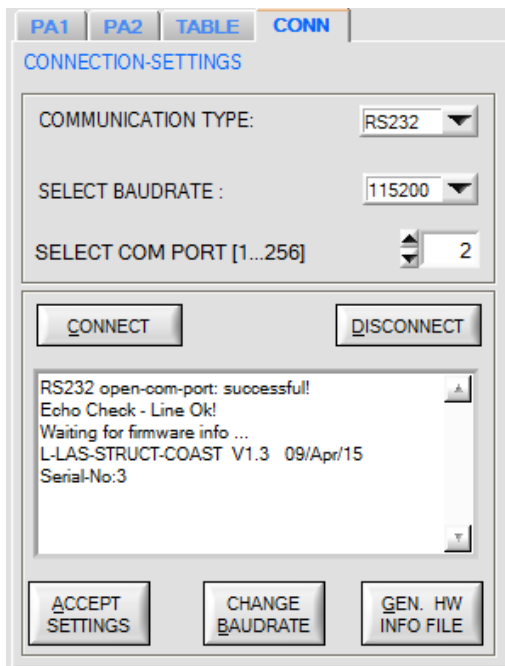 PA1 PA2 TABLE CONN
CONNECTION-SETTINGS
COMMUNICATION TYPE: RS232
SELECT BAUDRATE : 115200
SELECT COM PORT [1...256] 2
CONNECT DISCONNECT
RS232 open-com-port: successful!
Echo Check - Line Ok!
Waiting for firmware info ...
L-LAS-STRUCT-COAST V1.3 09/Apr/15
Serial-No:3
ACCEPT
SETTINGS
CHANGE
BAUDRATE
GEN. HW
INFO FILE